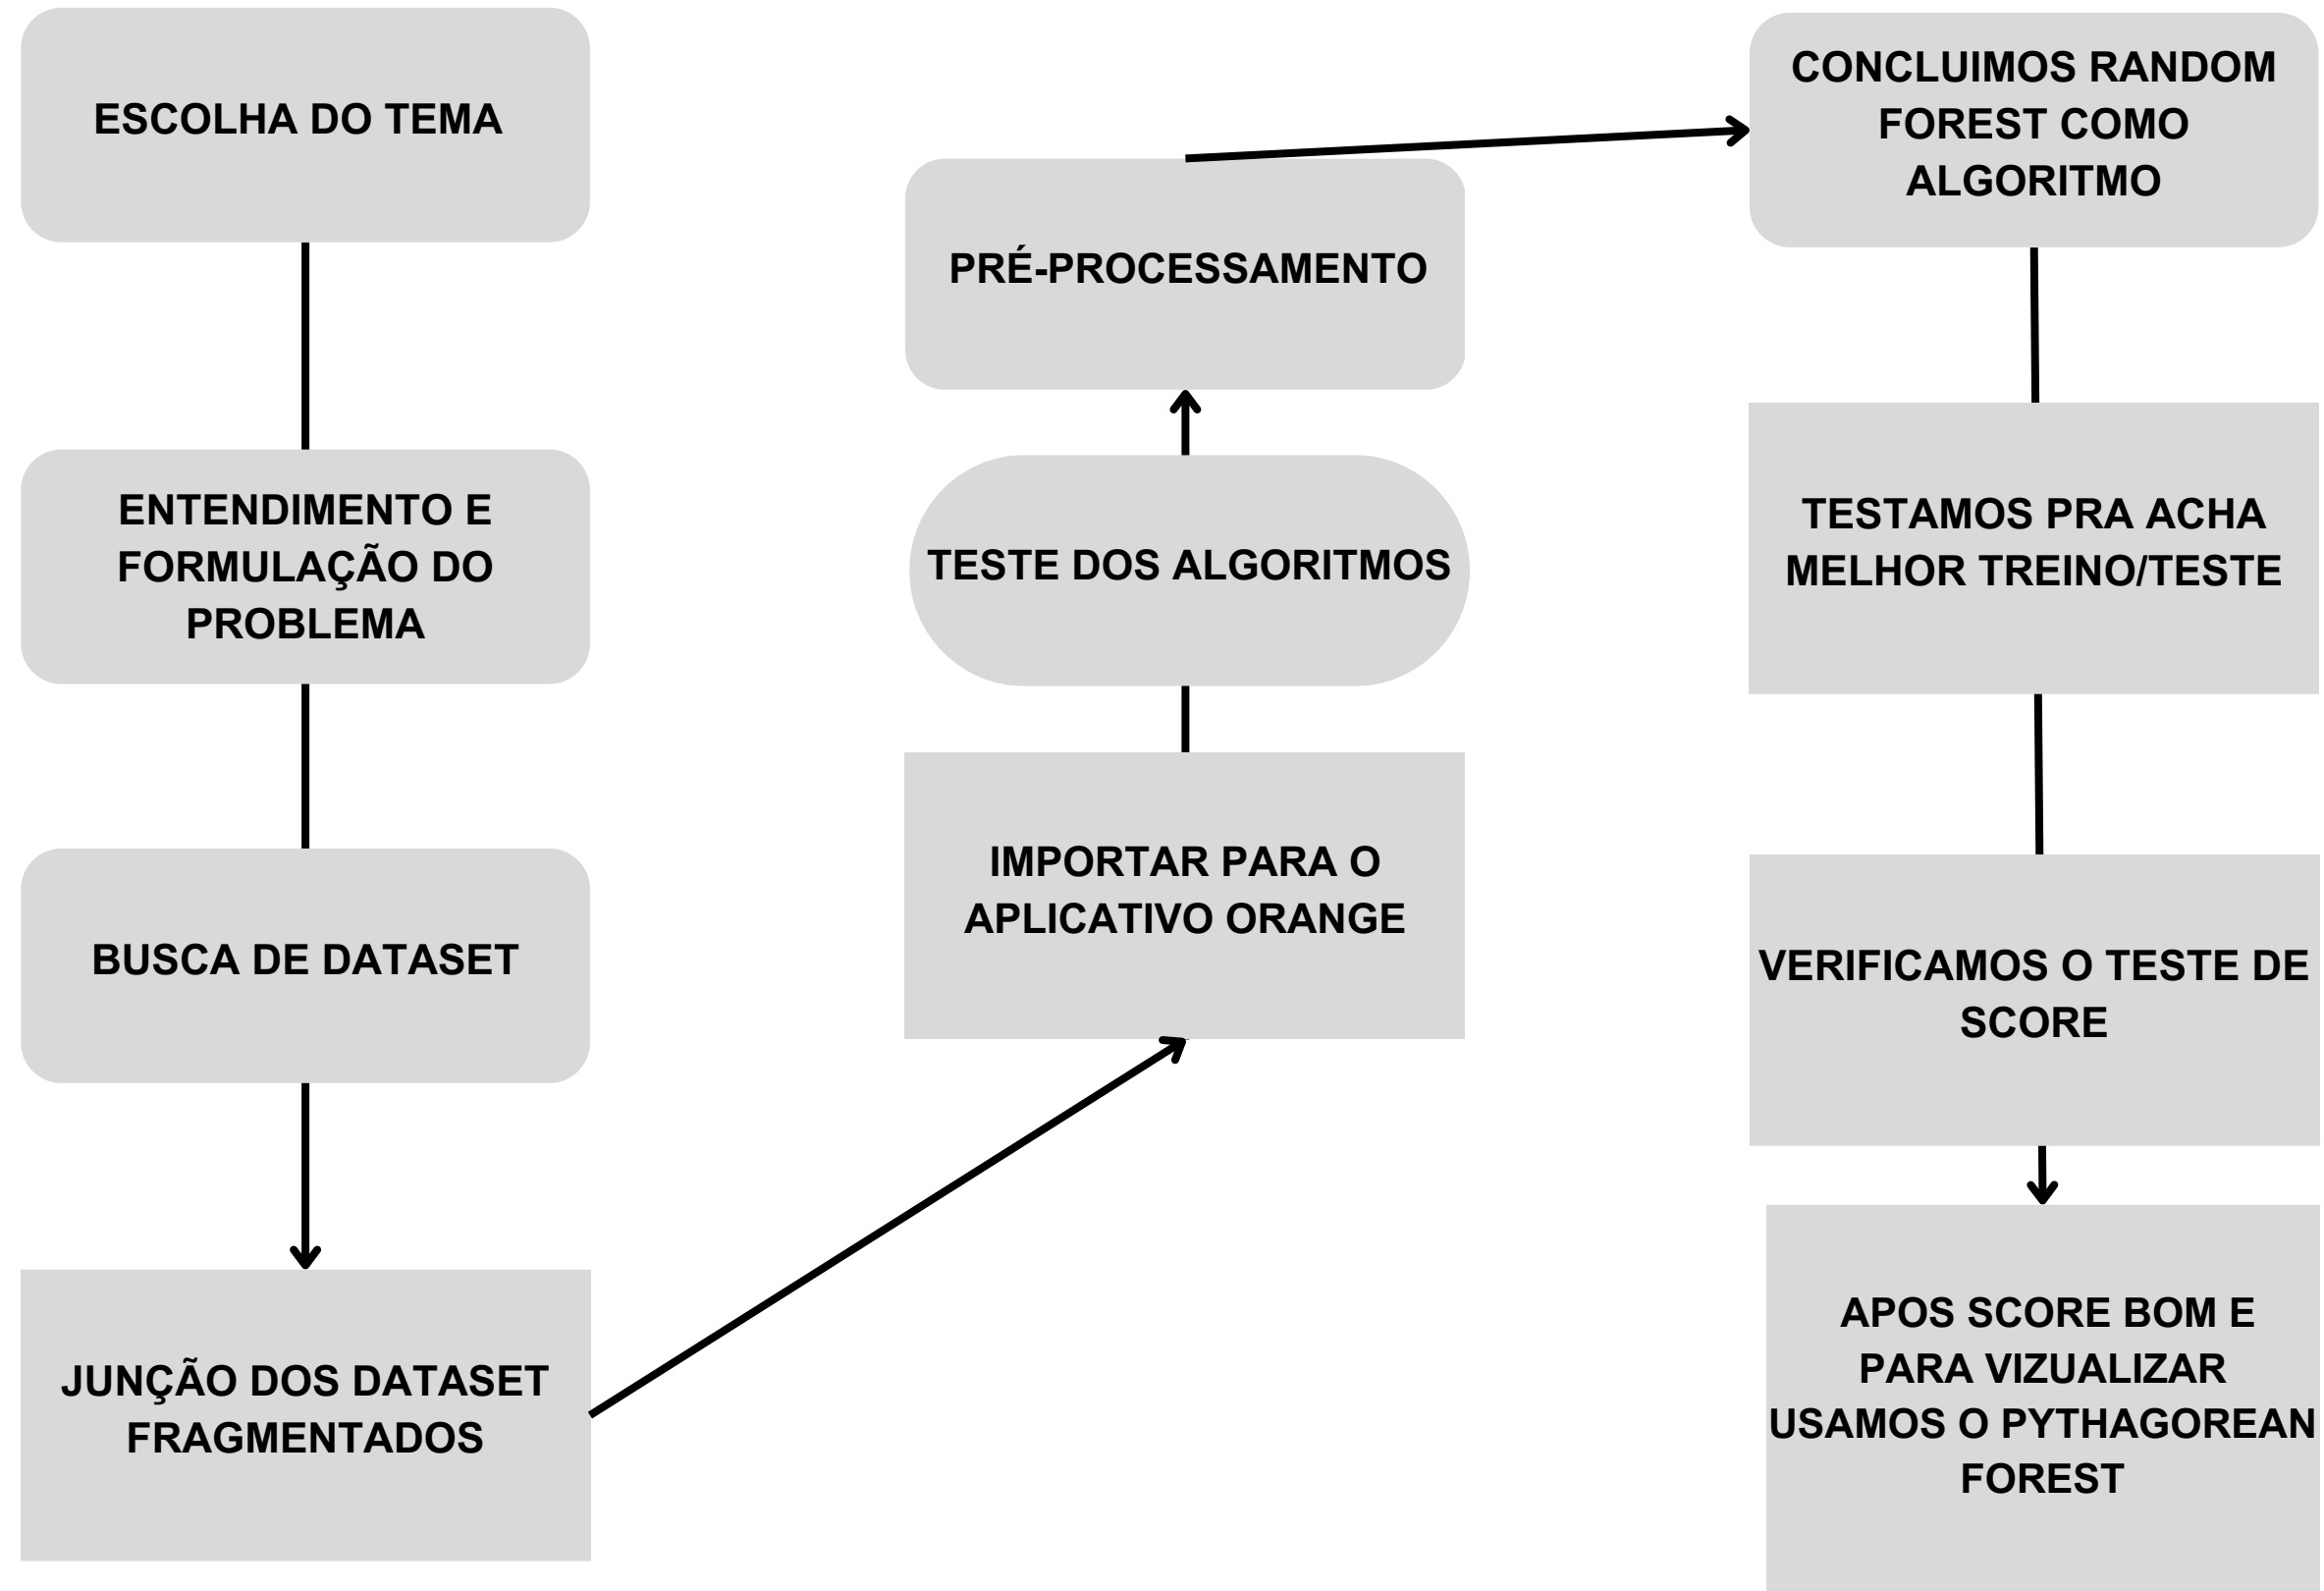 ESCOLHA DO TEMA
ENTENDIMENTO E
FORMULAÇÃO DO
PROBLEMA
BUSCA DE DATASET
JUNÇÃO DOS DATASET
FRAGMENTADOS
IMPORTAR PARA O
APLICATIVO ORANGE
TESTE DOS ALGORITMOS
PRÉ-PROCESSAMENTO
CONCLUIMOS RANDOM
FOREST COMO
ALGORITMO
TESTAMOS PRA ACHA
MELHOR TREINO/TESTE
VERIFICAMOS O TESTE DE
SCORE
APOS SCORE BOM E
PARA VIZUALIZAR
USAMOS O PYTHAGOREAN
FOREST